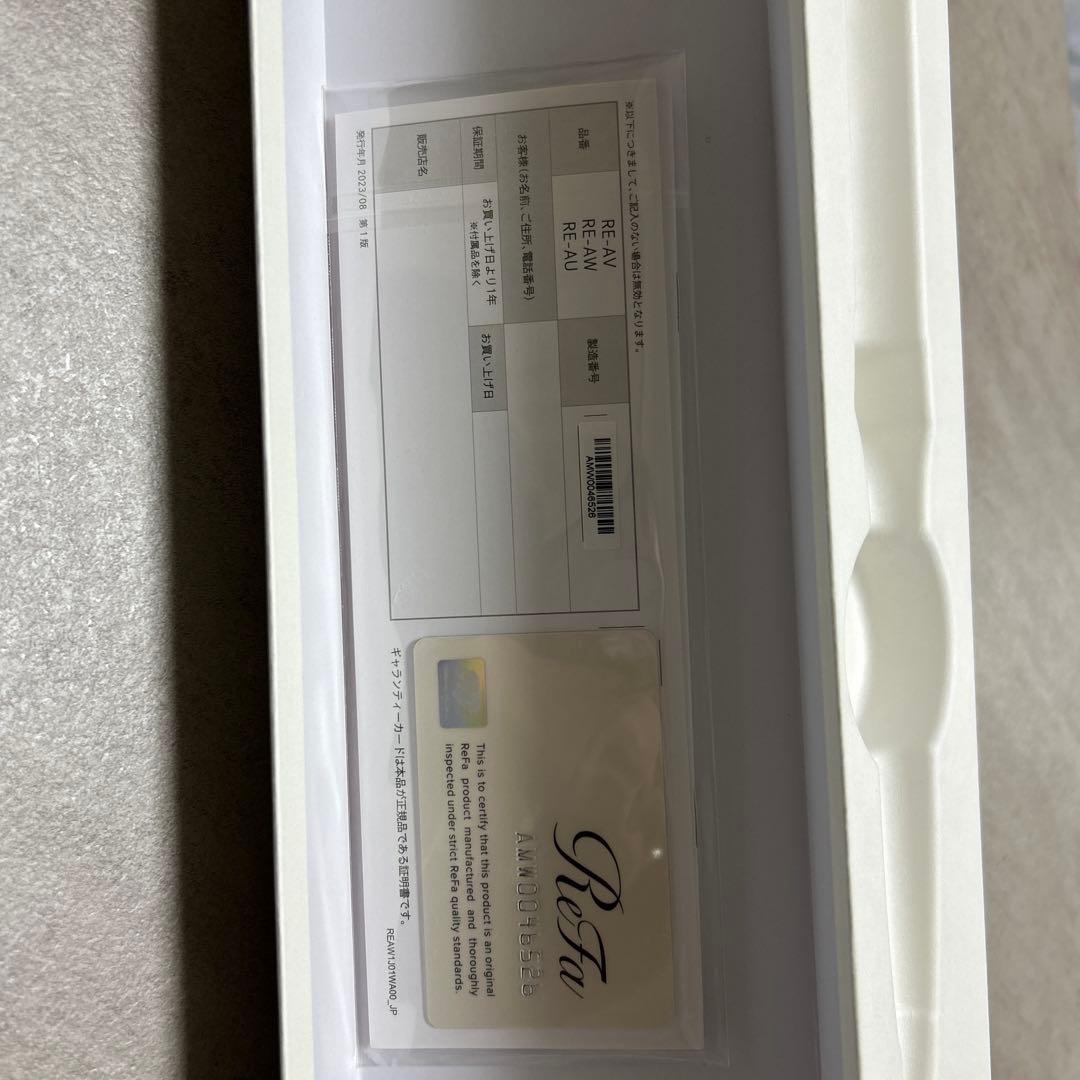 ※以下につきまして、ご記入のない場合は無効となります。
品番
RE-AV
RE-AW
RE-AU
製造番号
AMW0046526
お客様(お名前、ご住所、電話番号)
保証期間
お買い上げ日より1年
※付属品を除く
お買い上げ日
販売店名
発行年月 2023/08 第1版
ReFa
AMW0046526
This is to certify that this product is an original
ReFa product manufactured and thoroughly
inspected under strict ReFa quality standards.
ギャランティーカードは本品が正規品である証明書です。
REAW1J01WA00_JP